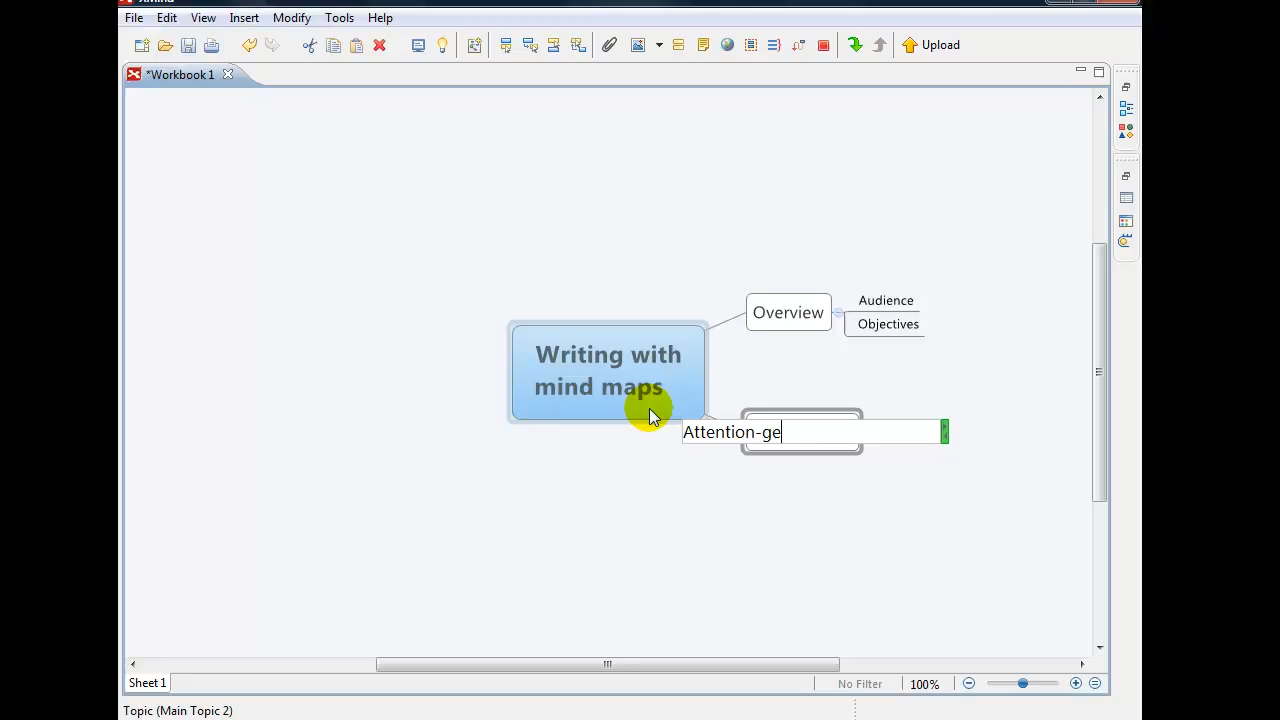 XMind
File Edit View Insert Modify Tools Help
Upload
*Workbook 1
Overview
Audience
Objectives
Writing with
mind maps
Attention-ge
Sheet 1
No Filter
100%
Topic (Main Topic 2)